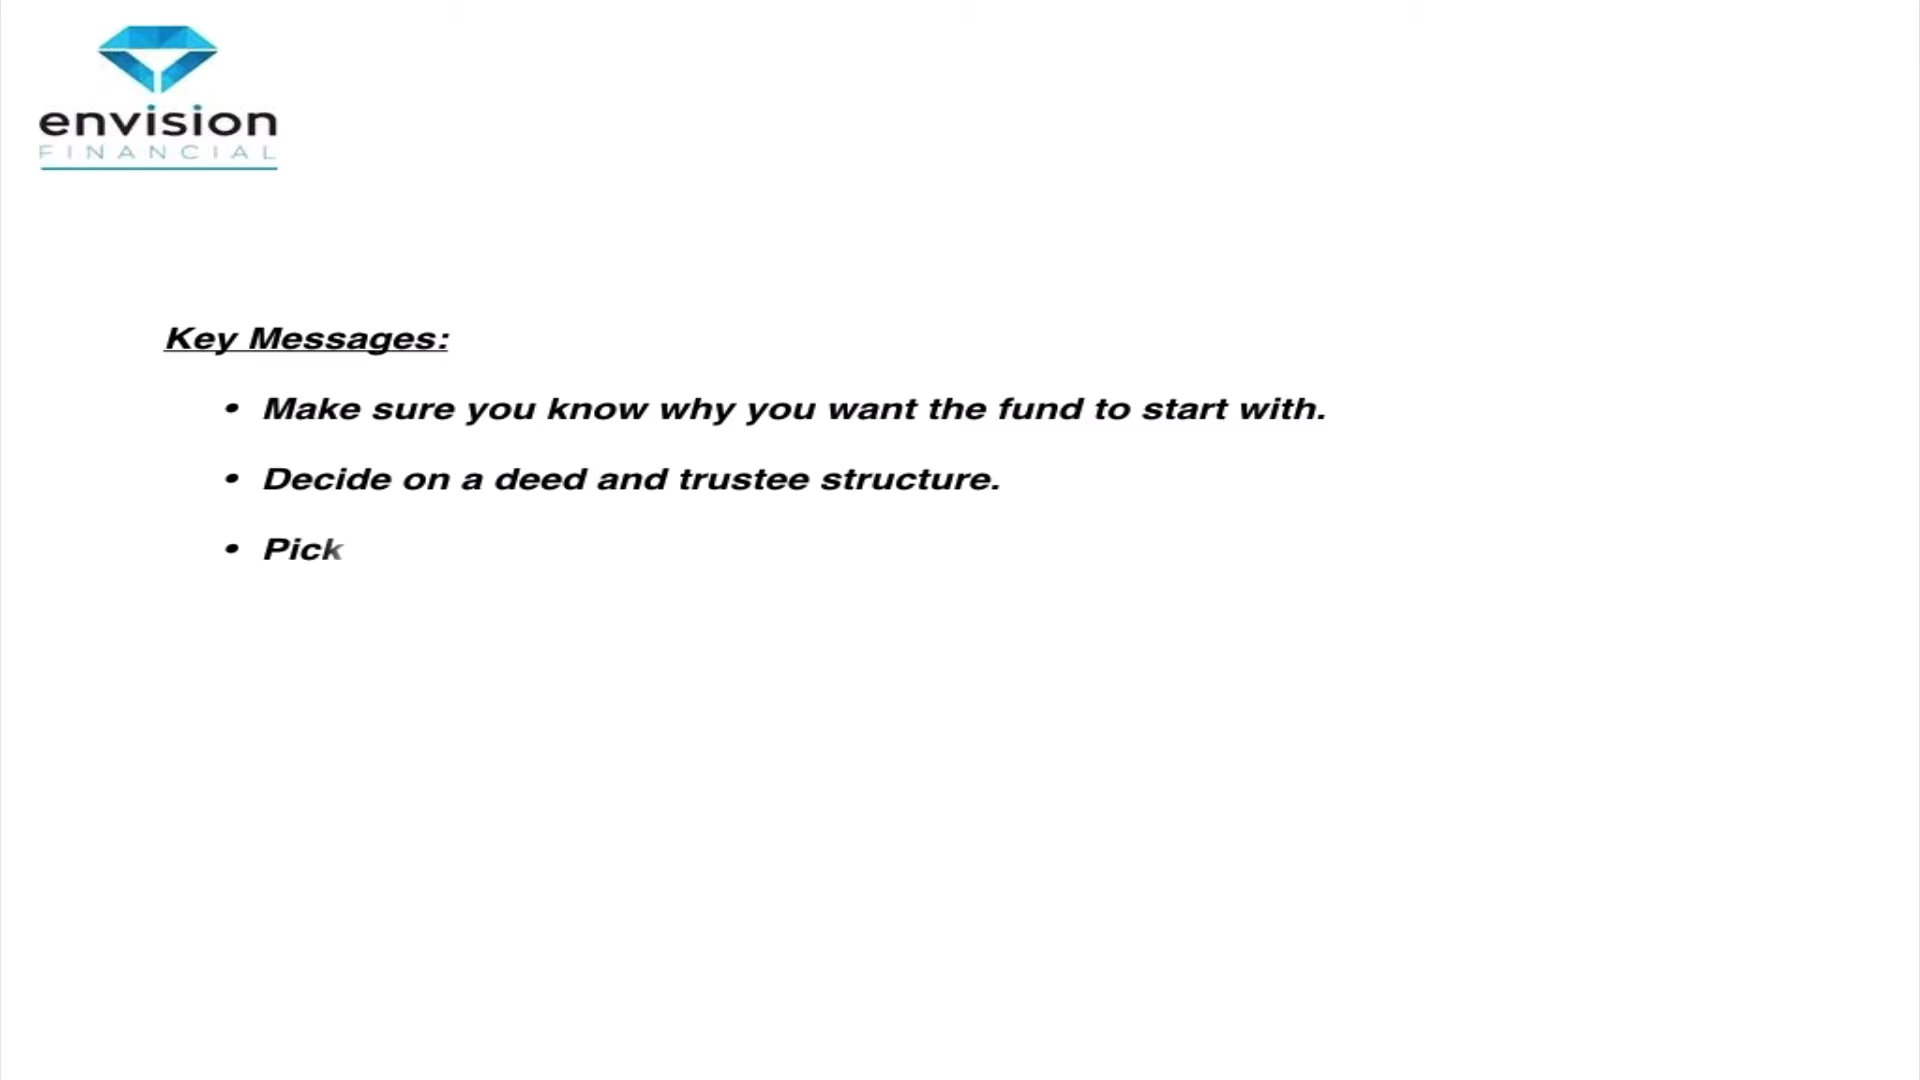 envision
FINANCIAL
Key Messages:
• Make sure you know why you want the fund to start with.
• Decide on a deed and trustee structure.
• Pick